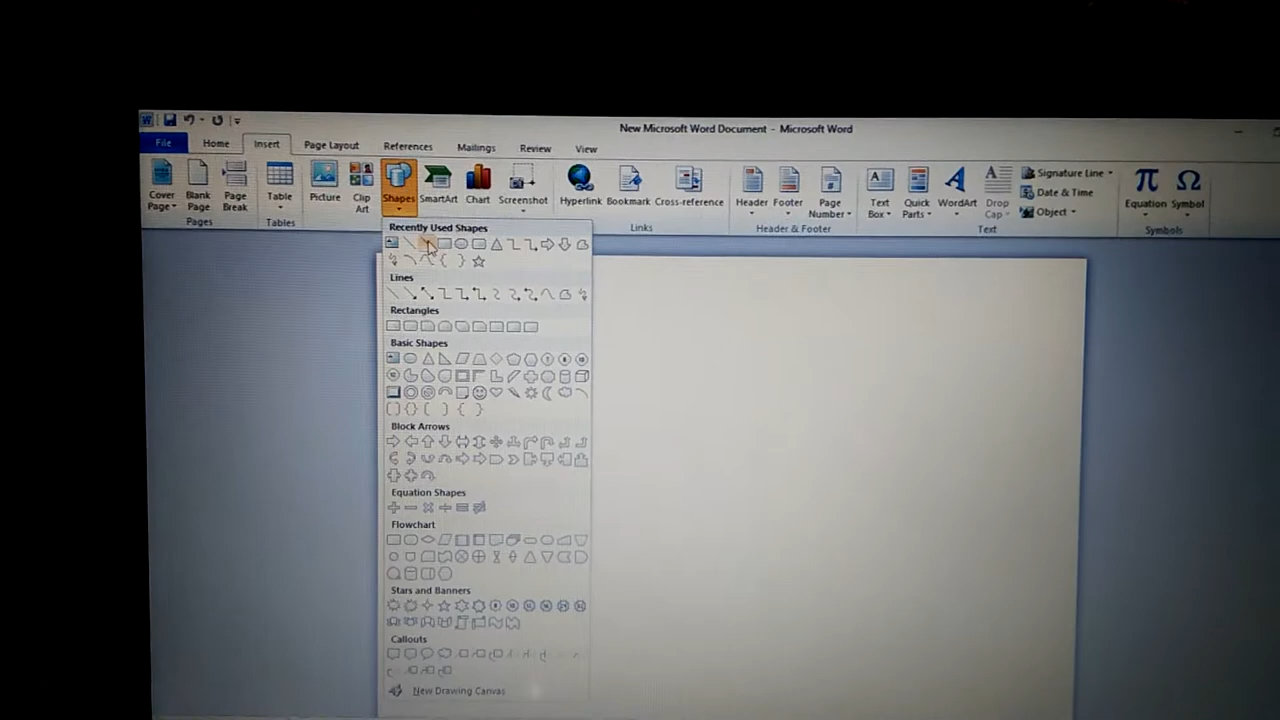 New Microsoft Word Document - Microsoft Word
File Home Insert Page Layout References Mailings Review View
Cover Page Blank Page Page Break Table Picture Clip Art Shapes SmartArt Chart Screenshot Hyperlink Bookmark Cross-reference Header Footer Page Number Text Box Quick Parts WordArt Drop Cap Signature Line Date & Time Object Equation Symbol
Pages Tables Links Header & Footer Text Symbols
Recently Used Shapes
Lines
Rectangles
Basic Shapes
Block Arrows
Equation Shapes
Flowchart
Stars and Banners
Callouts
New Drawing Canvas